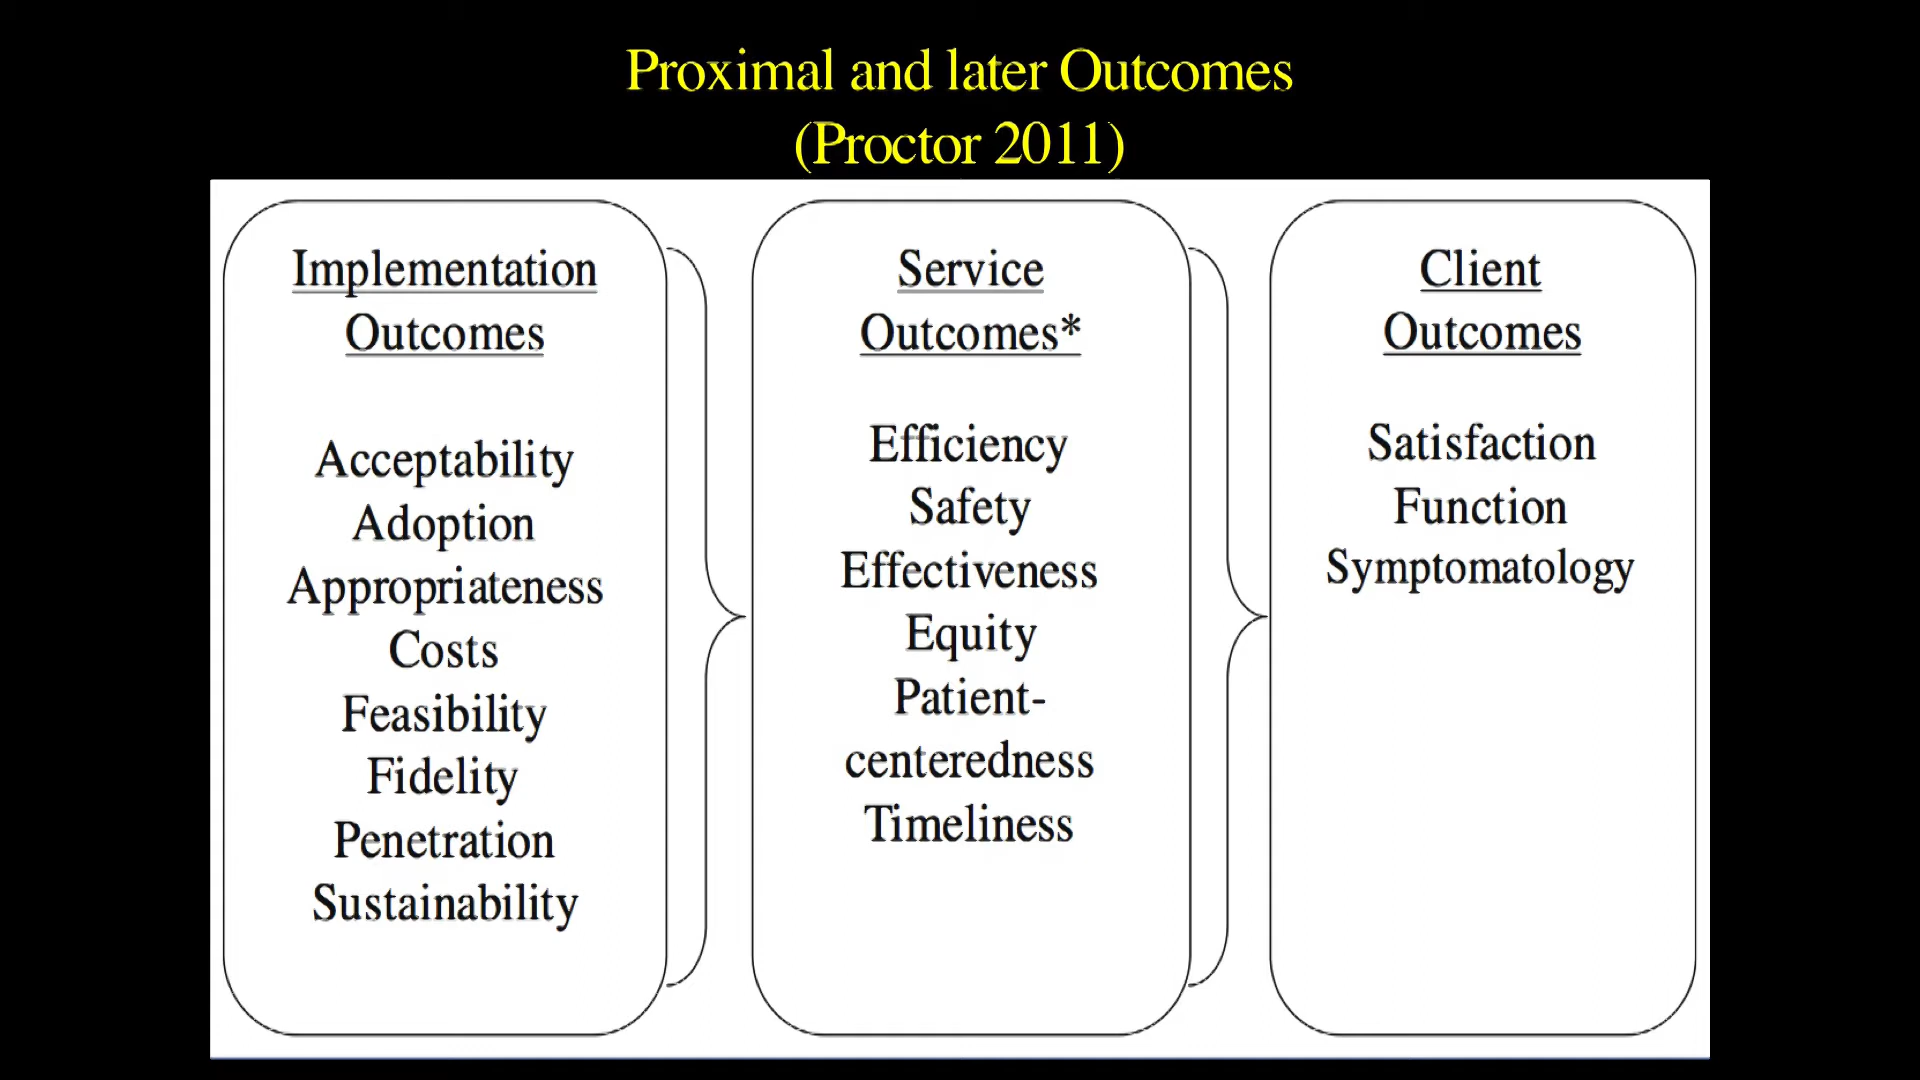 Proximal and later Outcomes
(Proctor 2011)
Implementation
Outcomes
Acceptability
Adoption
Appropriateness
Costs
Feasibility
Fidelity
Penetration
Sustainability
Service
Outcomes*
Efficiency
Safety
Effectiveness
Equity
Patient-
centeredness
Timeliness
Client
Outcomes
Satisfaction
Function
Symptomatology